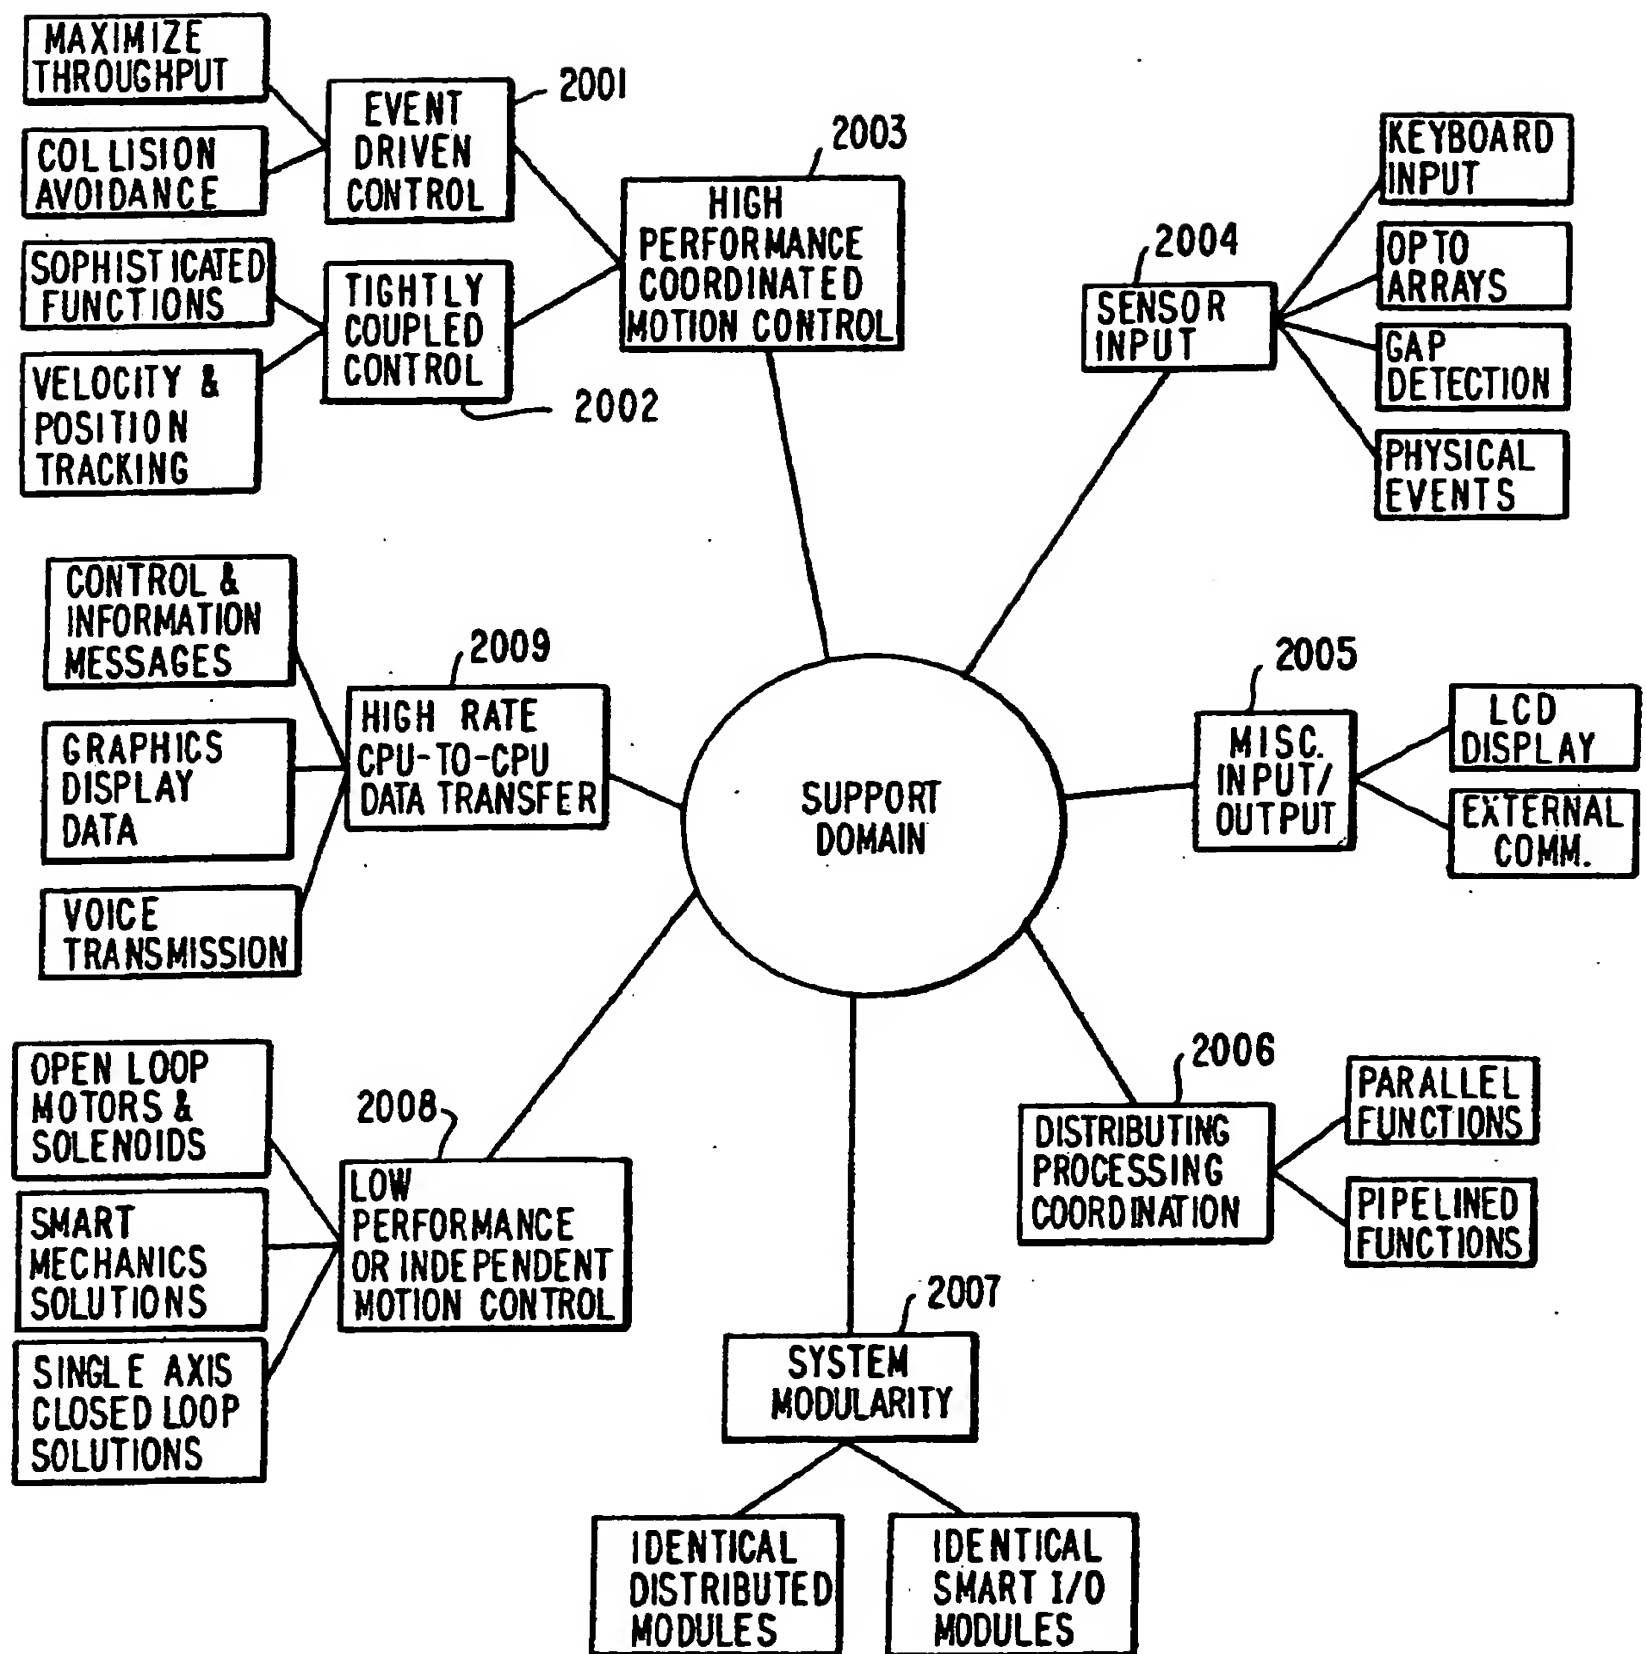 MAXIMIZE
THROUGHPUT
COLLISION
AVOIDANCE
SOPHISTICATED
FUNCTIONS
VELOCITY &
POSITION
TRACKING
EVENT
DRIVEN
CONTROL
2001
TIGHTLY
COUPLED
CONTROL
2002
2003
HIGH
PERFORMANCE
COORDINATED
MOTION CONTROL
2004
SENSOR
INPUT
KEYBOARD
INPUT
OPTO
ARRAYS
GAP
DETECTION
PHYSICAL
EVENTS
CONTROL &
INFORMATION
MESSAGES
GRAPHICS
DISPLAY
DATA
VOICE
TRANSMISSION
2009
HIGH RATE
CPU-TO-CPU
DATA TRANSFER
SUPPORT
DOMAIN
2005
MISC.
INPUT/
OUTPUT
LCD
DISPLAY
EXTERNAL
COMM.
OPEN LOOP
MOTORS &
SOLENOIDS
SMART
MECHANICS
SOLUTIONS
SINGLE AXIS
CLOSED LOOP
SOLUTIONS
2008
LOW
PERFORMANCE
OR INDEPENDENT
MOTION CONTROL
2006
DISTRIBUTING
PROCESSING
COORDINATION
PARALLEL
FUNCTIONS
PIPELINED
FUNCTIONS
2007
SYSTEM
MODULARITY
IDENTICAL
DISTRIBUTED
MODULES
IDENTICAL
SMART I/O
MODULES